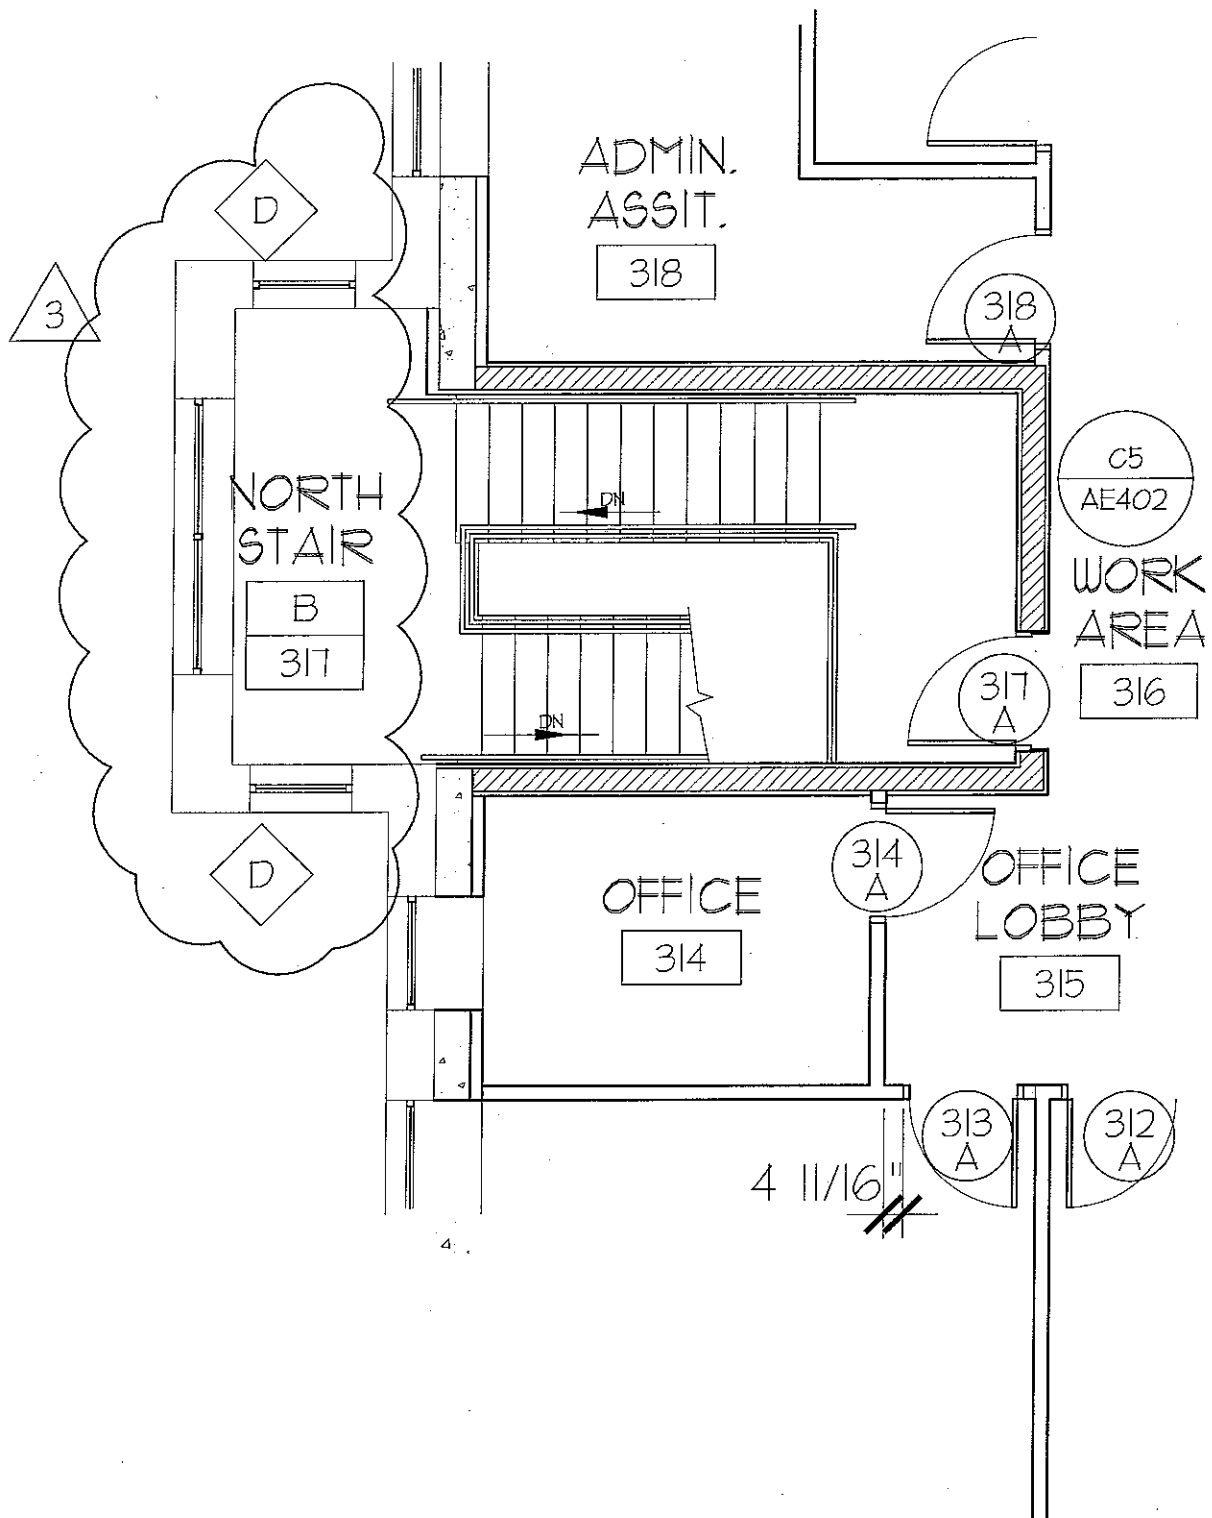 ADMIN.
ASSIT.
318
D
3
318
A
C5
AE402
DN
NORTH
STAIR
B
317
WORK
AREA
316
317
A
DN
314
A
OFFICE
LOBBY
315
D
OFFICE
314
313
A
312
A
4 11/16"